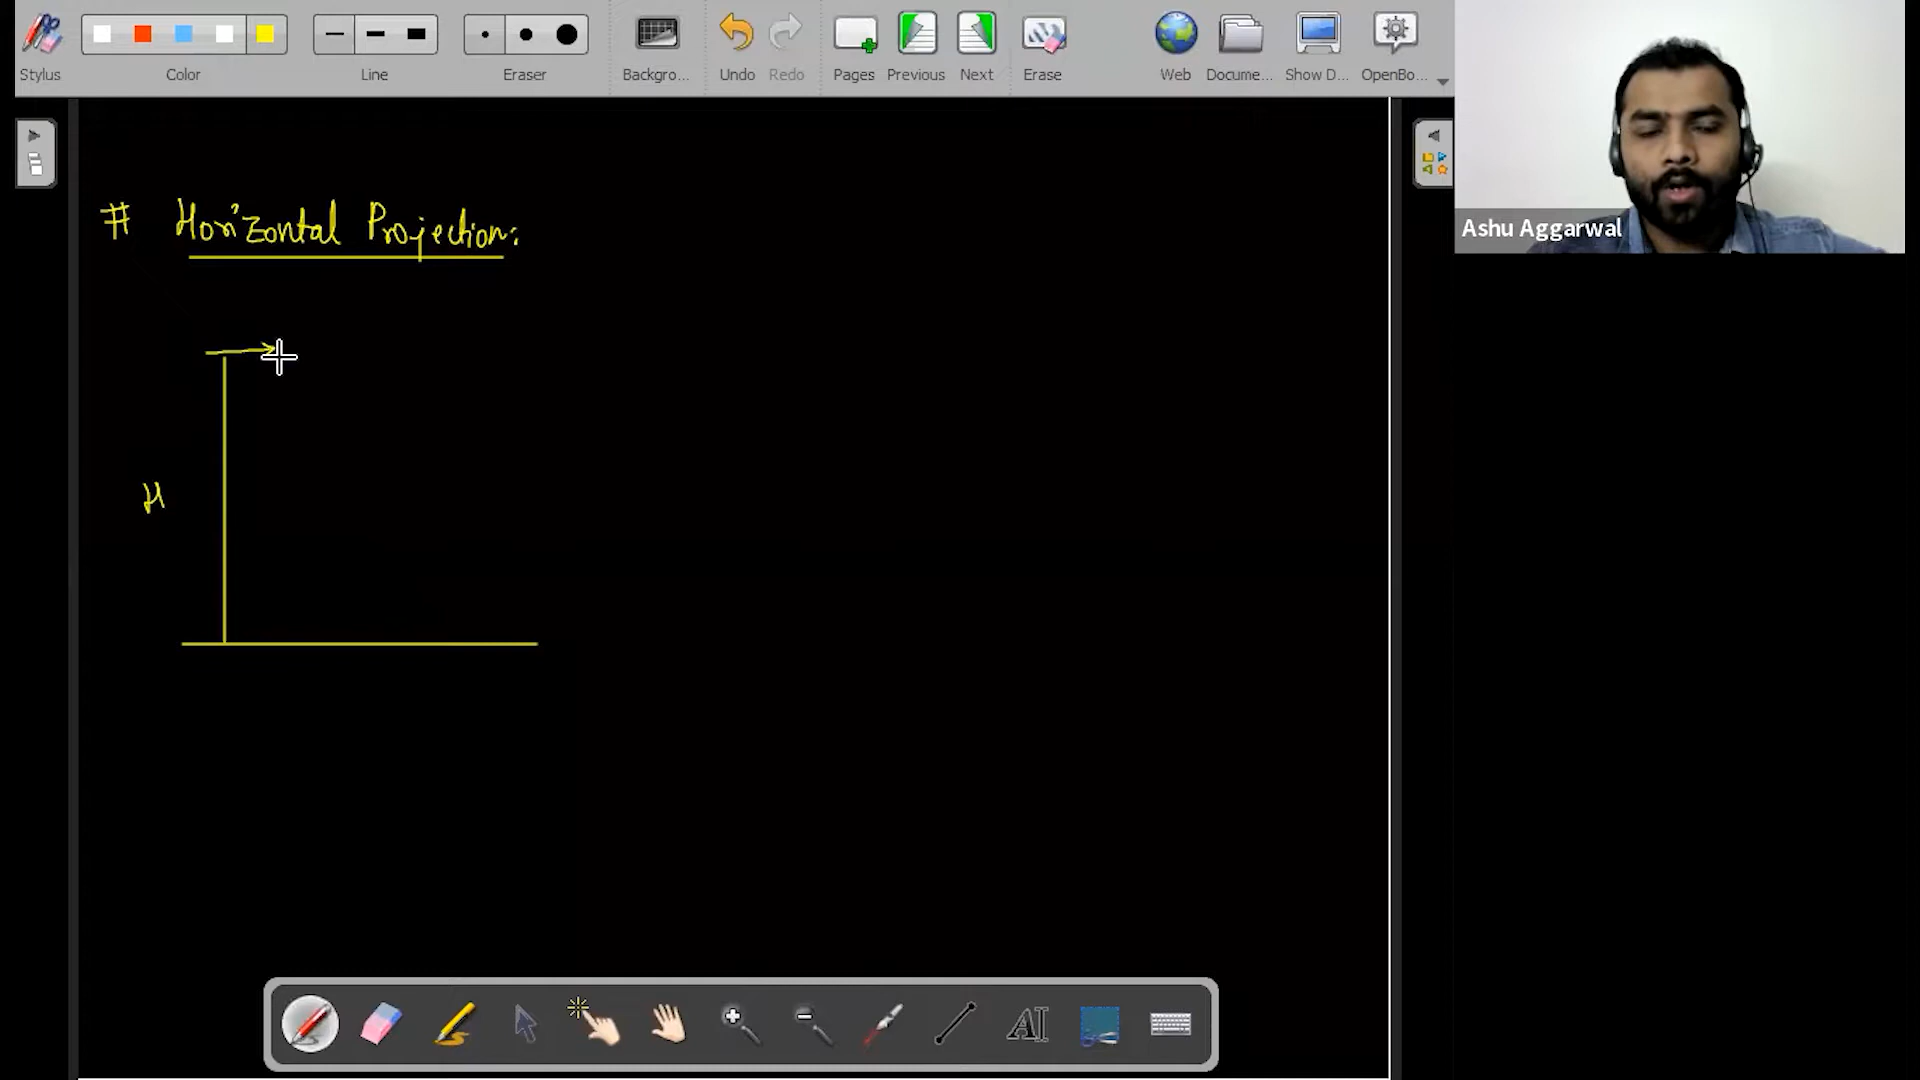 Stylus
Color
Line
Eraser
Backgro...
Undo
Redo
Pages
Previous
Next
Erase
Web
Docume...
Show D...
OpenBo...
Ashu Aggarwal
# Horizontal Projection:
H
AI